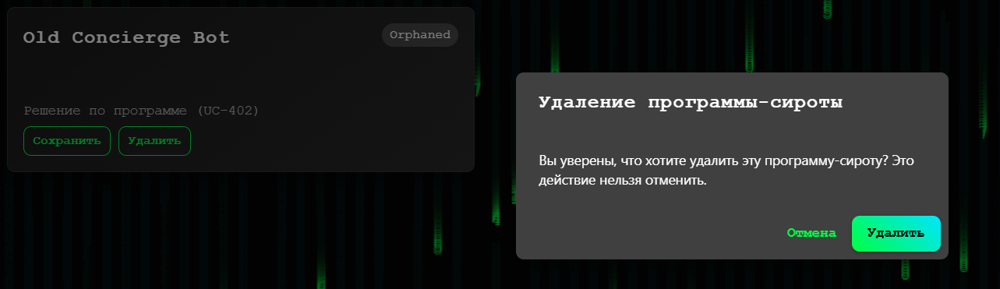 Old Concierge Bot
Orphaned
Решение по программе (UC-402)
Сохранить
Удалить
Удаление программы-сироты
Вы уверены, что хотите удалить эту программу-сироту? Это
действие нельзя отменить.
Отмена
Удалить